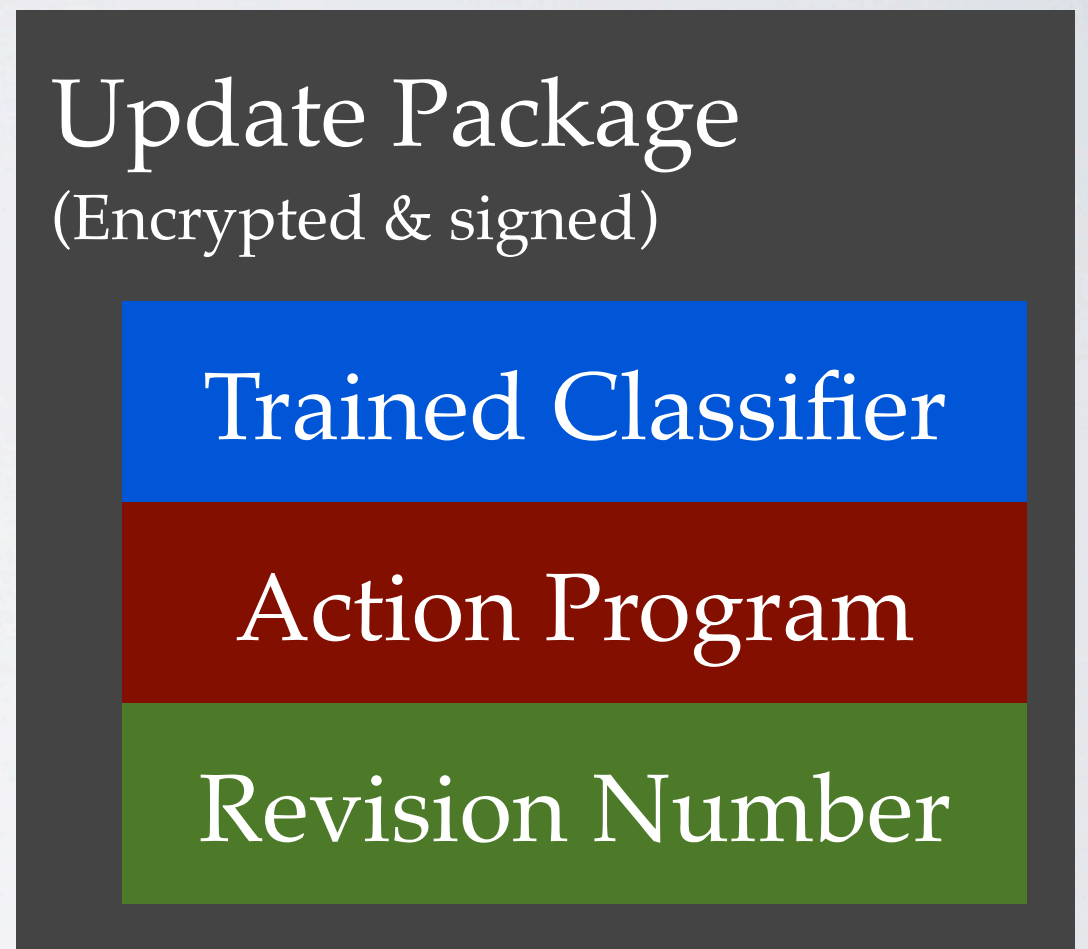 Update Package
(Encrypted & signed)
Trained Classifier
Action Program
Revision Number